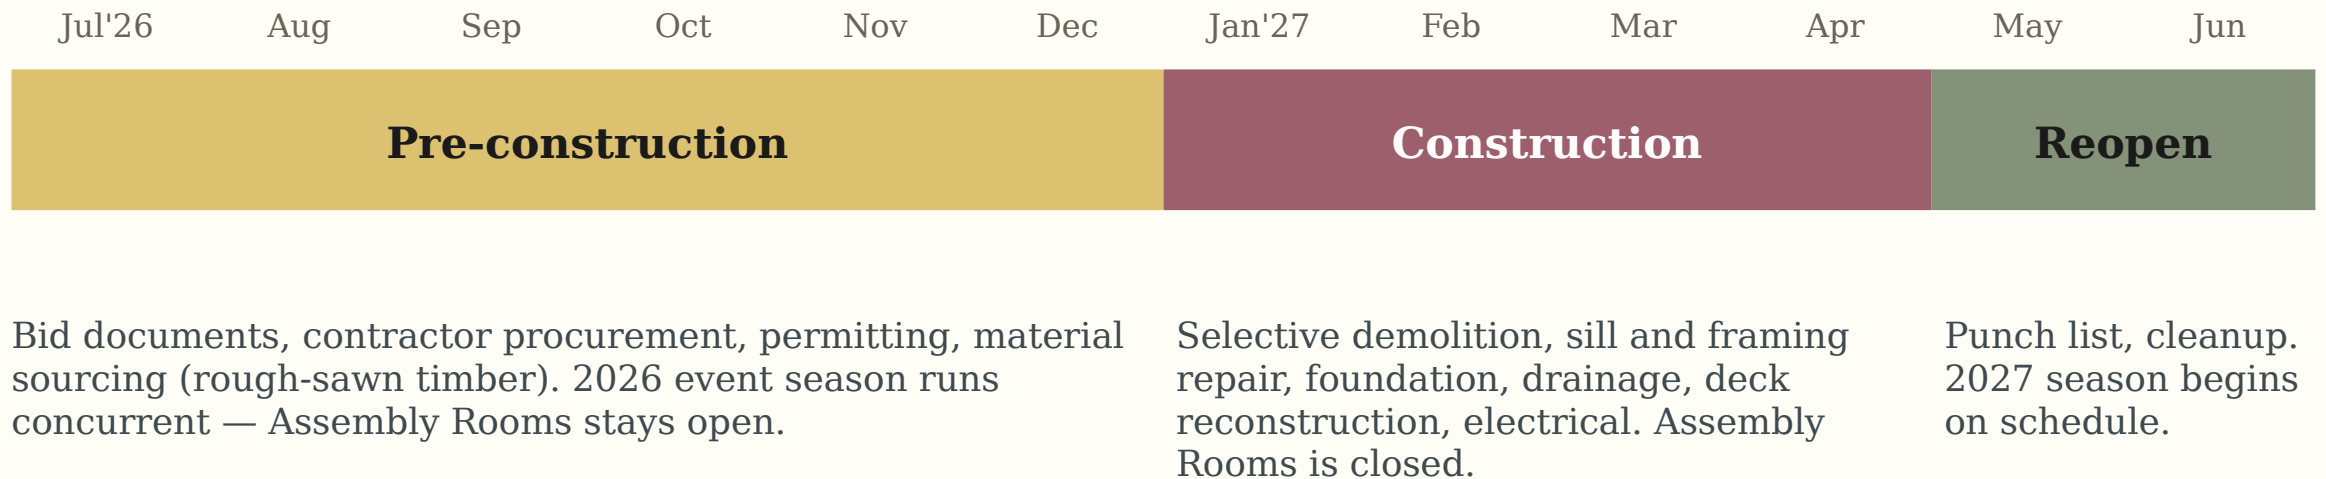 Jul'26 Aug Sep Oct Nov Dec Jan'27 Feb Mar Apr May Jun
Pre-construction Construction Reopen
Bid documents, contractor procurement, permitting, material
sourcing (rough-sawn timber). 2026 event season runs
concurrent — Assembly Rooms stays open.
Selective demolition, sill and framing
repair, foundation, drainage, deck
reconstruction, electrical. Assembly
Rooms is closed.
Punch list, cleanup.
2027 season begins
on schedule.